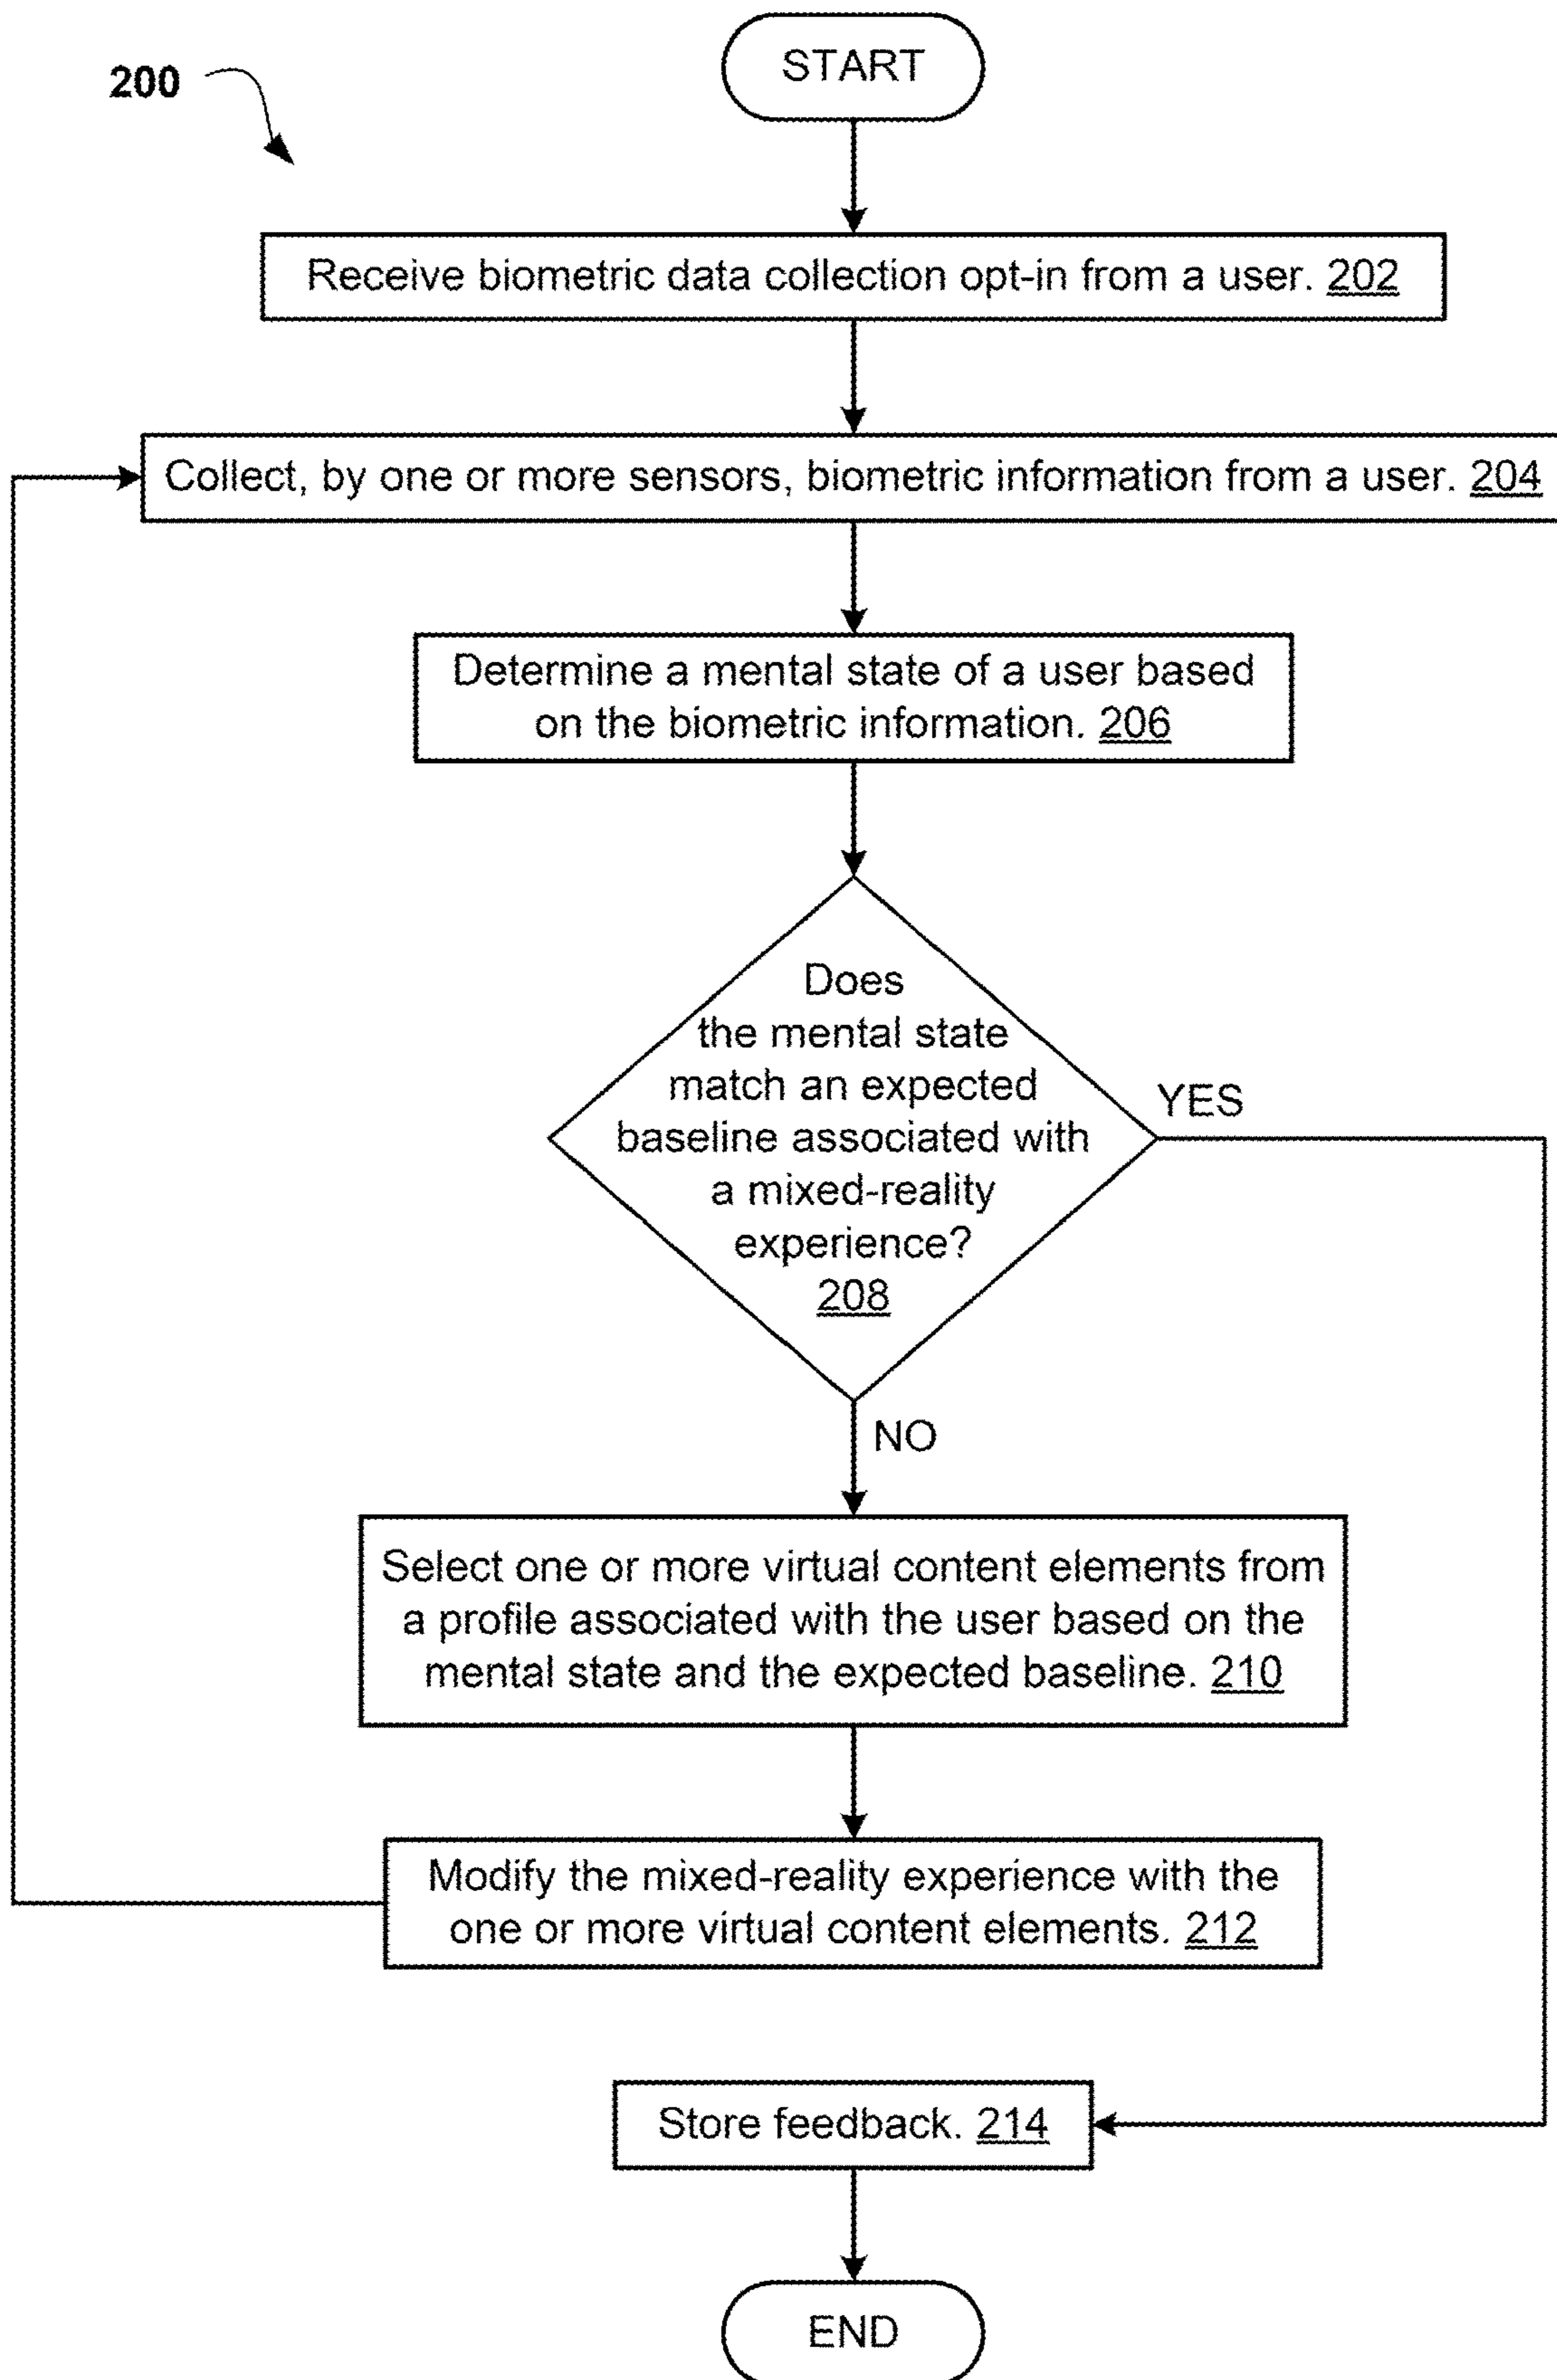 200
START
Receive biometric data collection opt-in from a user. 202
Collect, by one or more sensors, biometric information from a user. 204
Determine a mental state of a user based
on the biometric information. 206
Does
the mental state
match an expected
baseline associated with
a mixed-reality
experience?
208
YES
NO
Select one or more virtual content elements from
a profile associated with the user based on the
mental state and the expected baseline. 210
Modify the mixed-reality experience with the
one or more virtual content elements. 212
Store feedback. 214
END